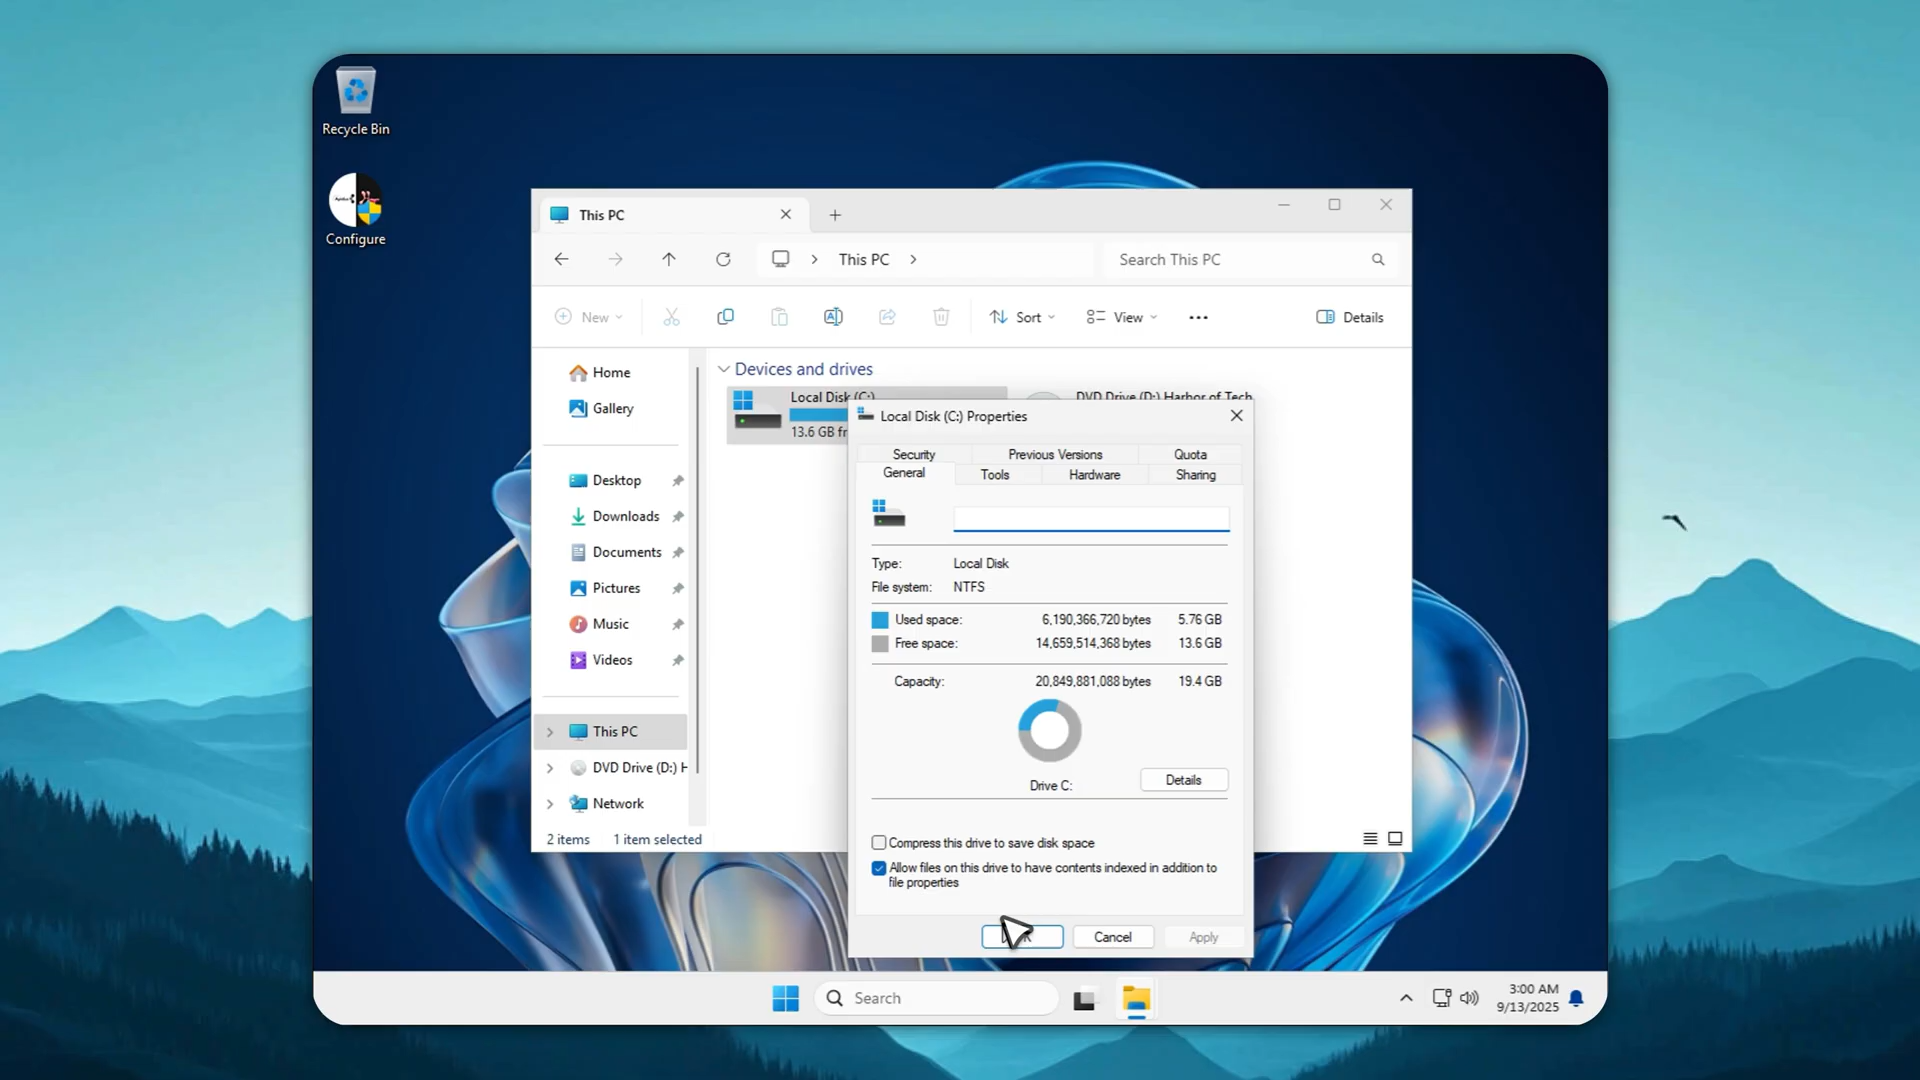 Recycle Bin
Configure
This PC
This PC
Search This PC
New
Sort
View
Details
Home
Gallery
Desktop
Downloads
Documents
Pictures
Music
Videos
This PC
DVD Drive (D:) H
Network
2 items 1 item selected
Devices and drives
Local Disk (C:)
13.6 GB fr
DVD Drive (D:) Harbor of Tech
Local Disk (C:) Properties
Security Previous Versions Quota
General Tools Hardware Sharing
Type: Local Disk
File system: NTFS
Used space: 6,190,366,720 bytes 5.76 GB
Free space: 14,659,514,368 bytes 13.6 GB
Capacity: 20,849,881,088 bytes 19.4 GB
Drive C:
Details
Compress this drive to save disk space
Allow files on this drive to have contents indexed in addition to
file properties
Cancel
Apply
Search
3:00 AM
9/13/2025